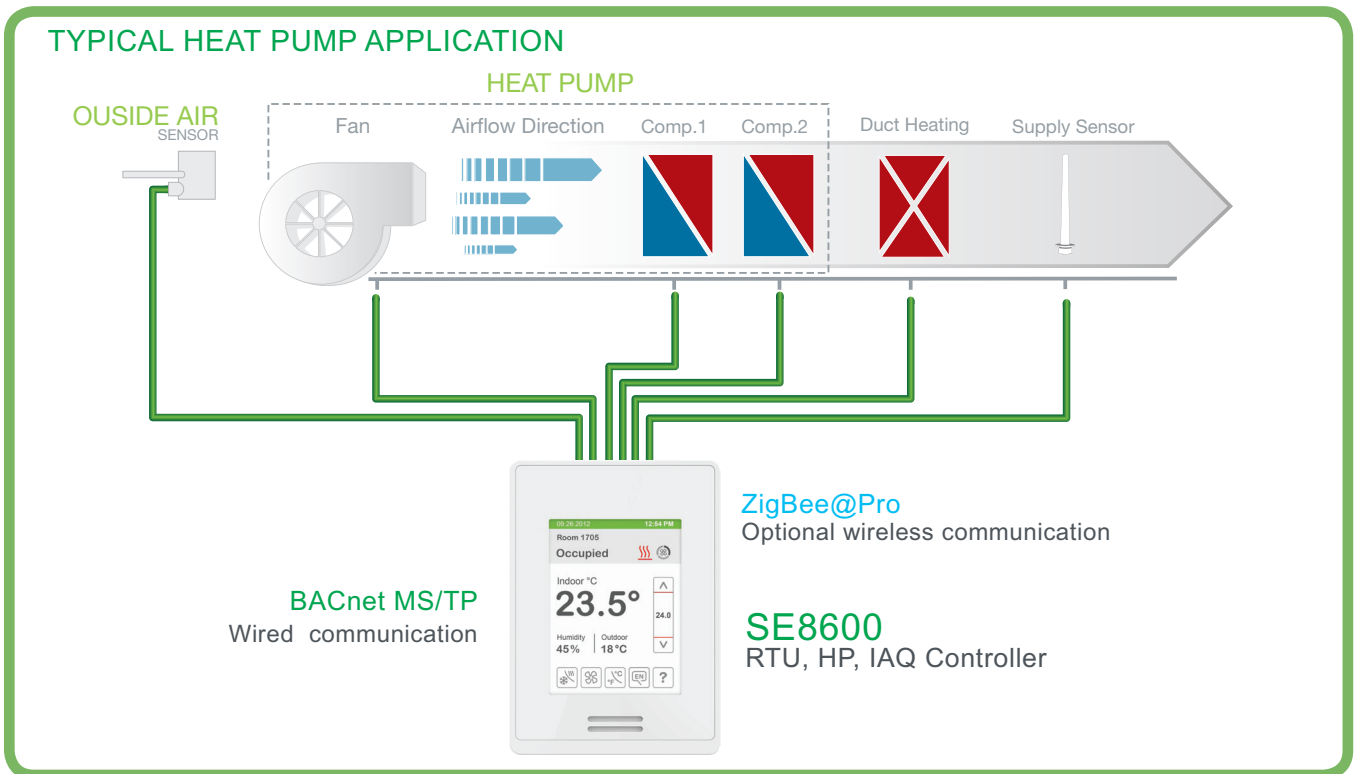 TYPICAL HEAT PUMP APPLICATION
HEAT PUMP
OUSIDE AIR
SENSOR
Fan
Airflow Direction
Comp.1
Comp.2
Duct Heating
Supply Sensor
09.26.2012 12:54 PM
Room 1705
Occupied
Indoor °C
23.5°
24.0
Humidity
45%
Outdoor
18 °C
°C
°F
EN
?
BACnet MS/TP
Wired communication
ZigBee@Pro
Optional wireless communication
SE8600
RTU, HP, IAQ Controller